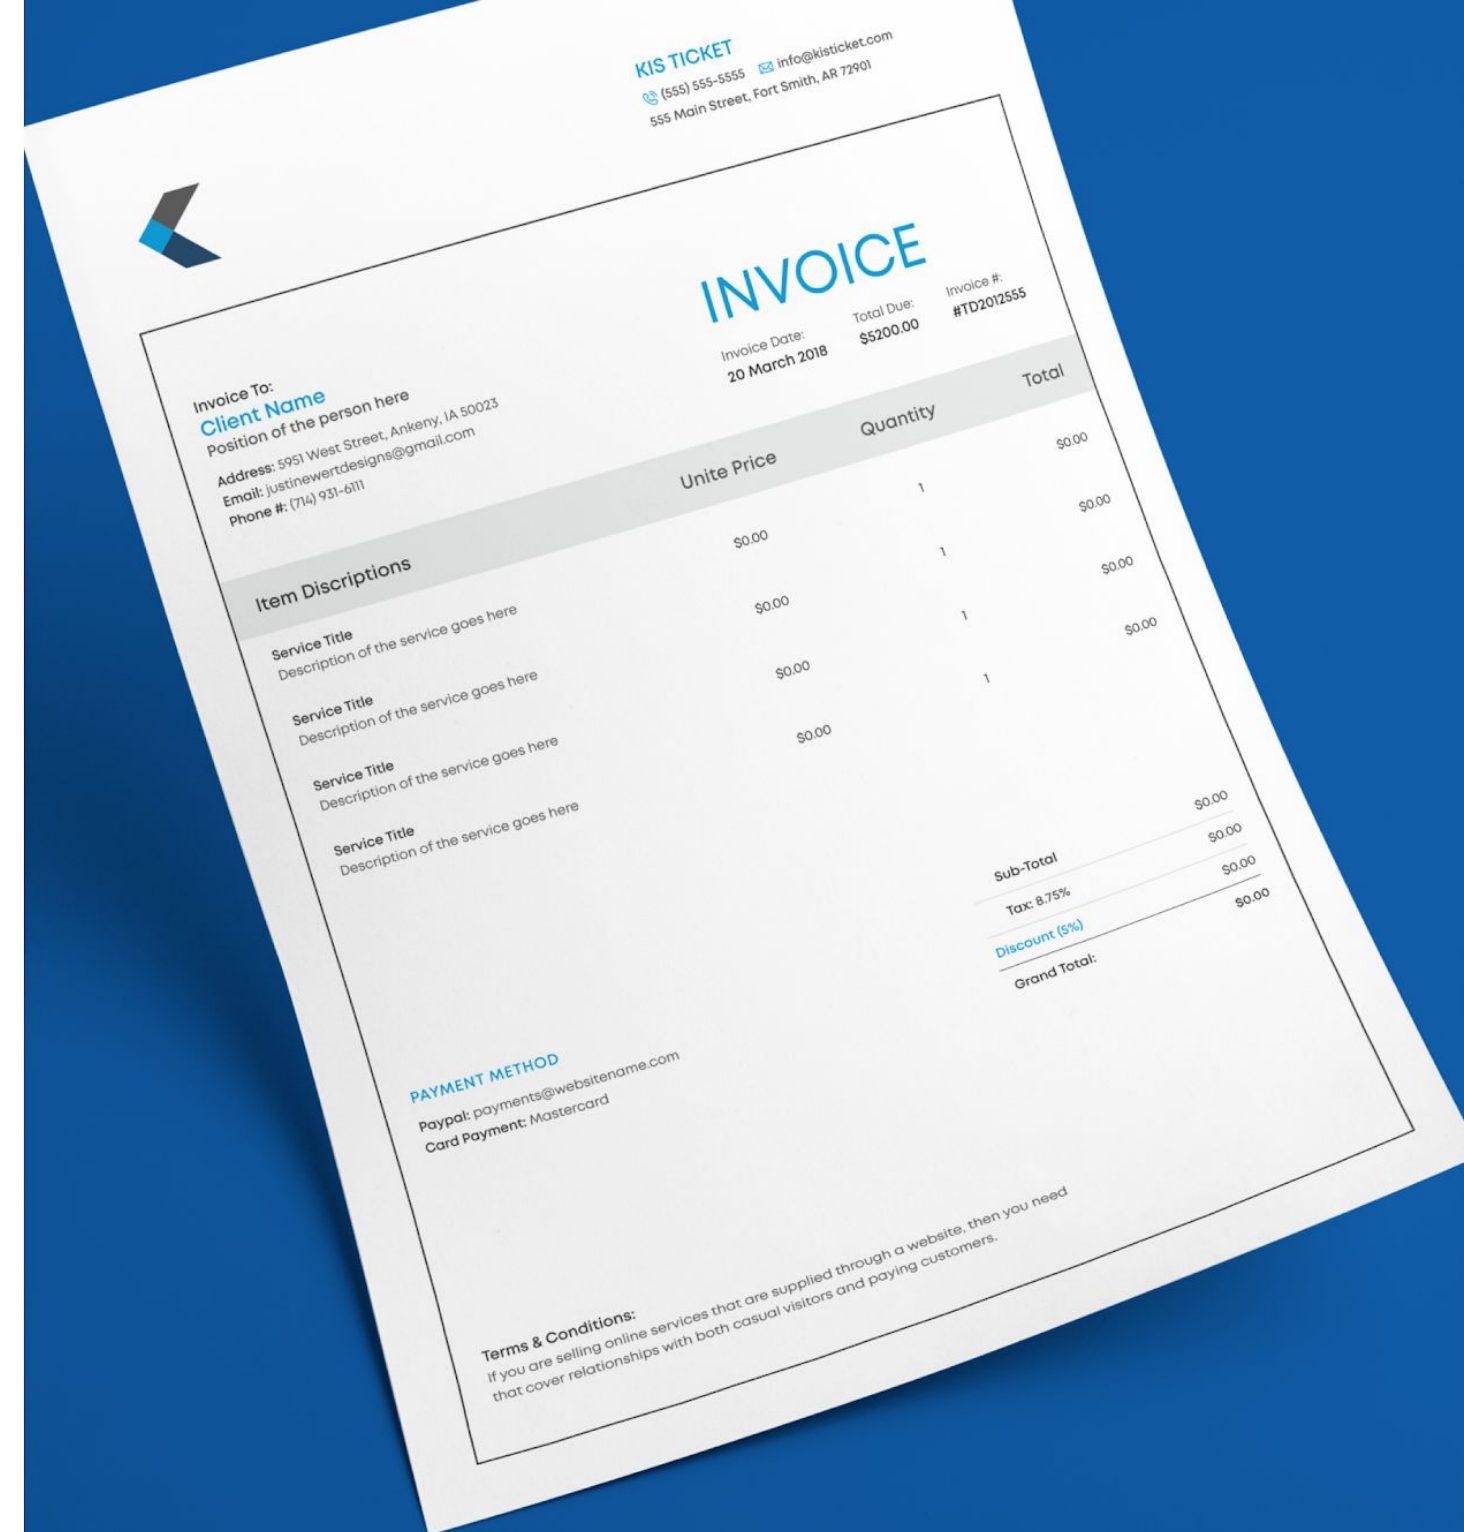 KIS TICKET
(555) 555-5555 info@kisticket.com
555 Main Street, Fort Smith, AR 72901
INVOICE
Invoice Date: Total Due: Invoice #:
20 March 2018 $5200.00 #TD2012555
Invoice To:
Client Name
Position of the person here
Address: 5951 West Street, Ankeny, IA 50023
Email: justinewertdesigns@gmail.com
Phone #: (714) 931-6111
Item Discriptions Unite Price Quantity Total
Service Title
Description of the service goes here $0.00 1 $0.00
Service Title
Description of the service goes here $0.00 1 $0.00
Service Title
Description of the service goes here $0.00 1 $0.00
Service Title
Description of the service goes here $0.00 1 $0.00
Sub-Total $0.00
Tax: 8.75% $0.00
Discount (5%) $0.00
Grand Total: $0.00
PAYMENT METHOD
Paypal: payments@websitename.com
Card Payment: Mastercard
Terms & Conditions:
If you are selling online services that are supplied through a website, then you need
that cover relationships with both casual visitors and paying customers.